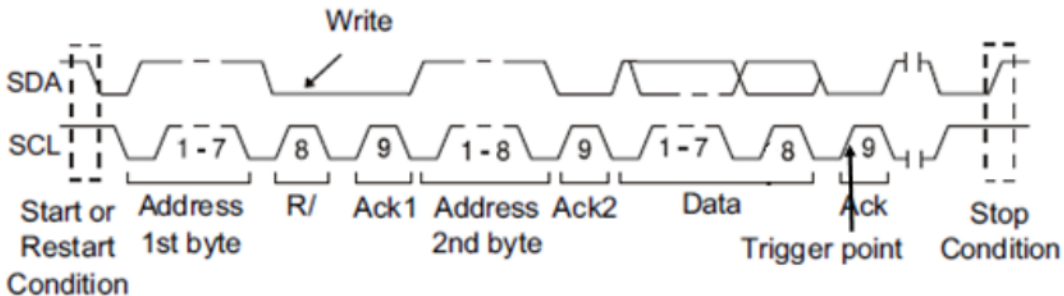 Write
SDA
SCL
1 - 7 8 9 1 - 8 9 1 - 7 8 9
Start or Restart Condition
Address 1st byte
R/
Ack1
Address 2nd byte
Ack2
Data
Ack
Trigger point
Stop Condition